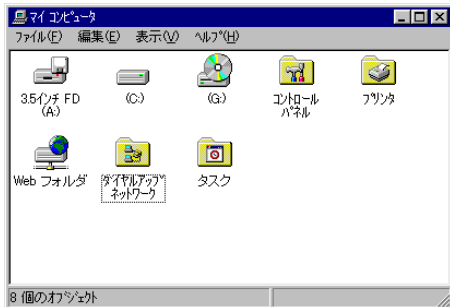 マイ コンピュータ
ファイル(F) 編集(E) 表示(V) ヘルプ(H)
3.5インチ FD
(A:)
(C:)
(G:)
コントロール
パネル
プリンタ
Web フォルダ
ダイヤルアップ
ネットワーク
タスク
8 個のオブジェクト